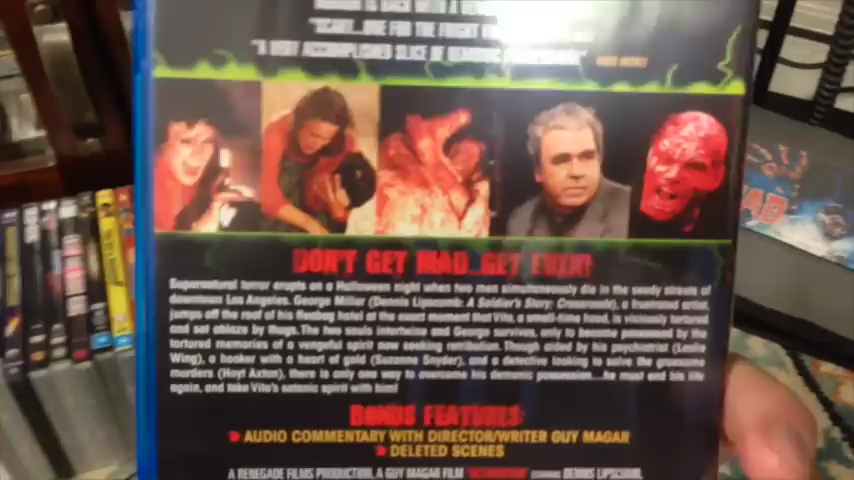 "A NEW ACCOMPLISHED SLICE OF
DON'T GET MAD...GET EVEN!
Supernatural terror erupts on a Halloween night when two men simultaneously die in the seedy streets of
downtown Los Angeles. George Miller (Dennis Lipscomb: A Soldier's Story; Crossroads), a frustrated artist
jumps off the roof of his fleabag hotel at the exact moment that Vito, a small-time hood, is viciously tortured
and set ablaze by thugs. The two souls intertwine and George survives, only to become possessed by the
tortured memories of a vengeful spirit now seeking retribution. Though aided by his psychiatrist (Leslie
Wing), a hooker with a heart of gold (Suzanne Snyder), and a detective looking to solve the gruesome
murders (Hoyt Axton), there is only one way to overcome his demonic possession...he must end his life
again, and take Vito's satanic spirit with him!
BONUS FEATURES
AUDIO COMMENTARY WITH DIRECTOR/WRITER GUY MAGAR
DELETED SCENES
A RENEGADE FILMS PRODUCTION, A GUY MAGAR FILM DENNIS LIPSCOMB,